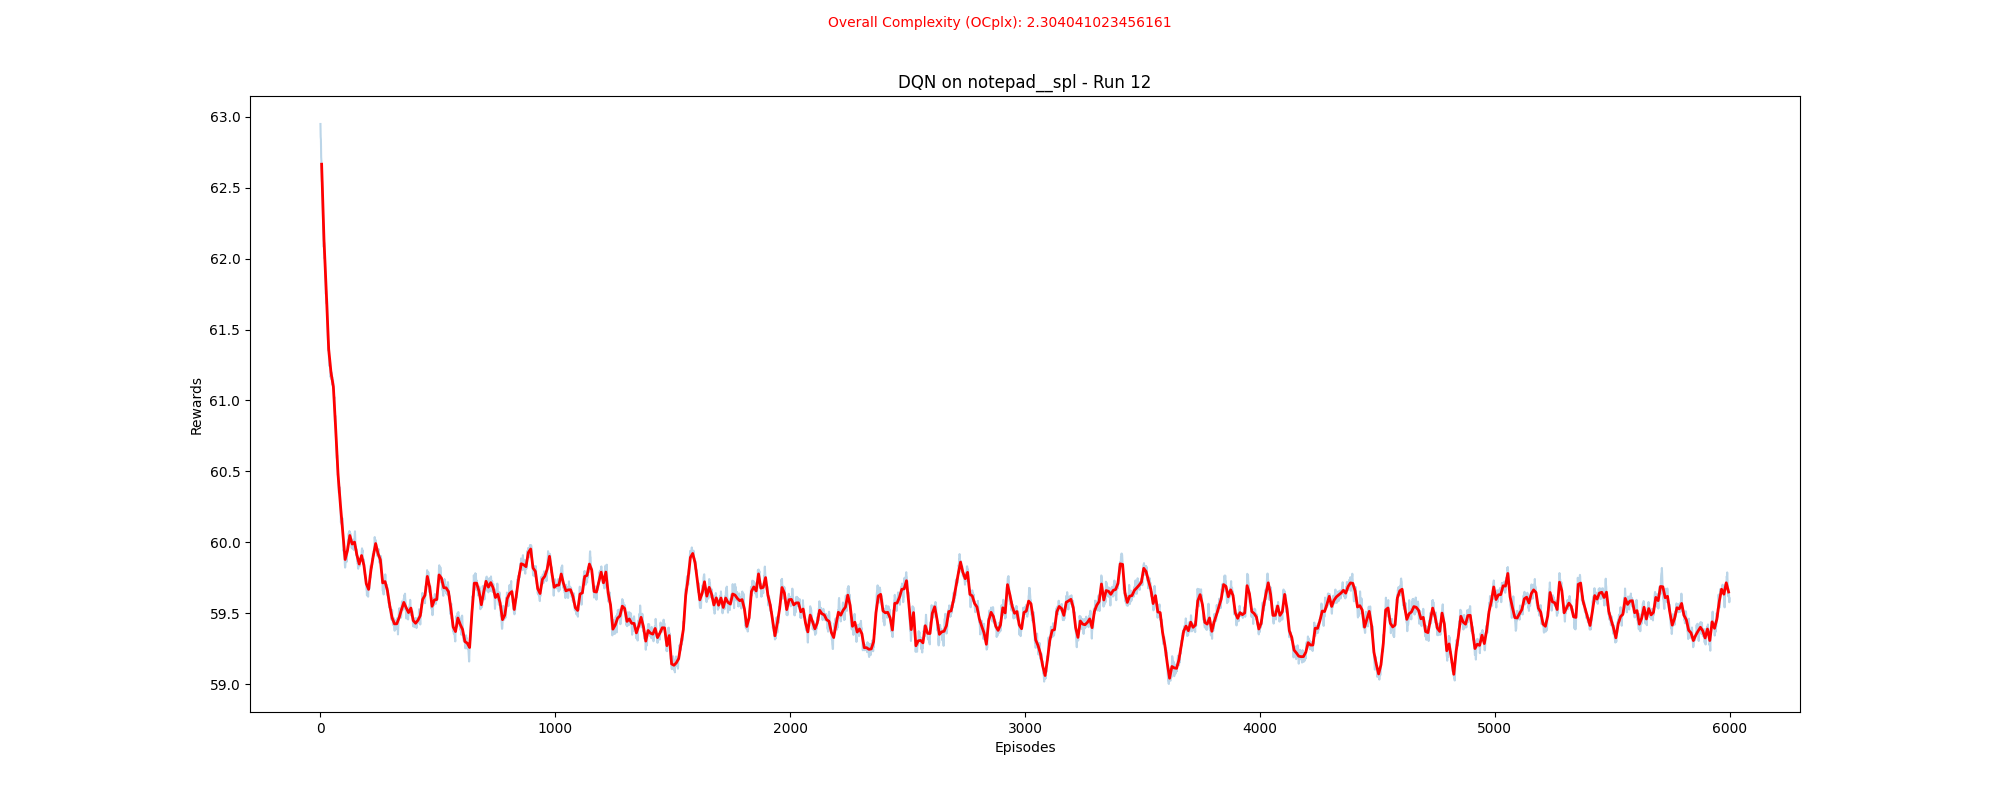 Overall Complexity (OCplx): 2.304041023456161
DQN on notepad__spl - Run 12
63.0
62.5
62.0
61.5
61.0
60.5
60.0
59.5
59.0
Rewards
0 1000 2000 3000 4000 5000 6000
Episodes